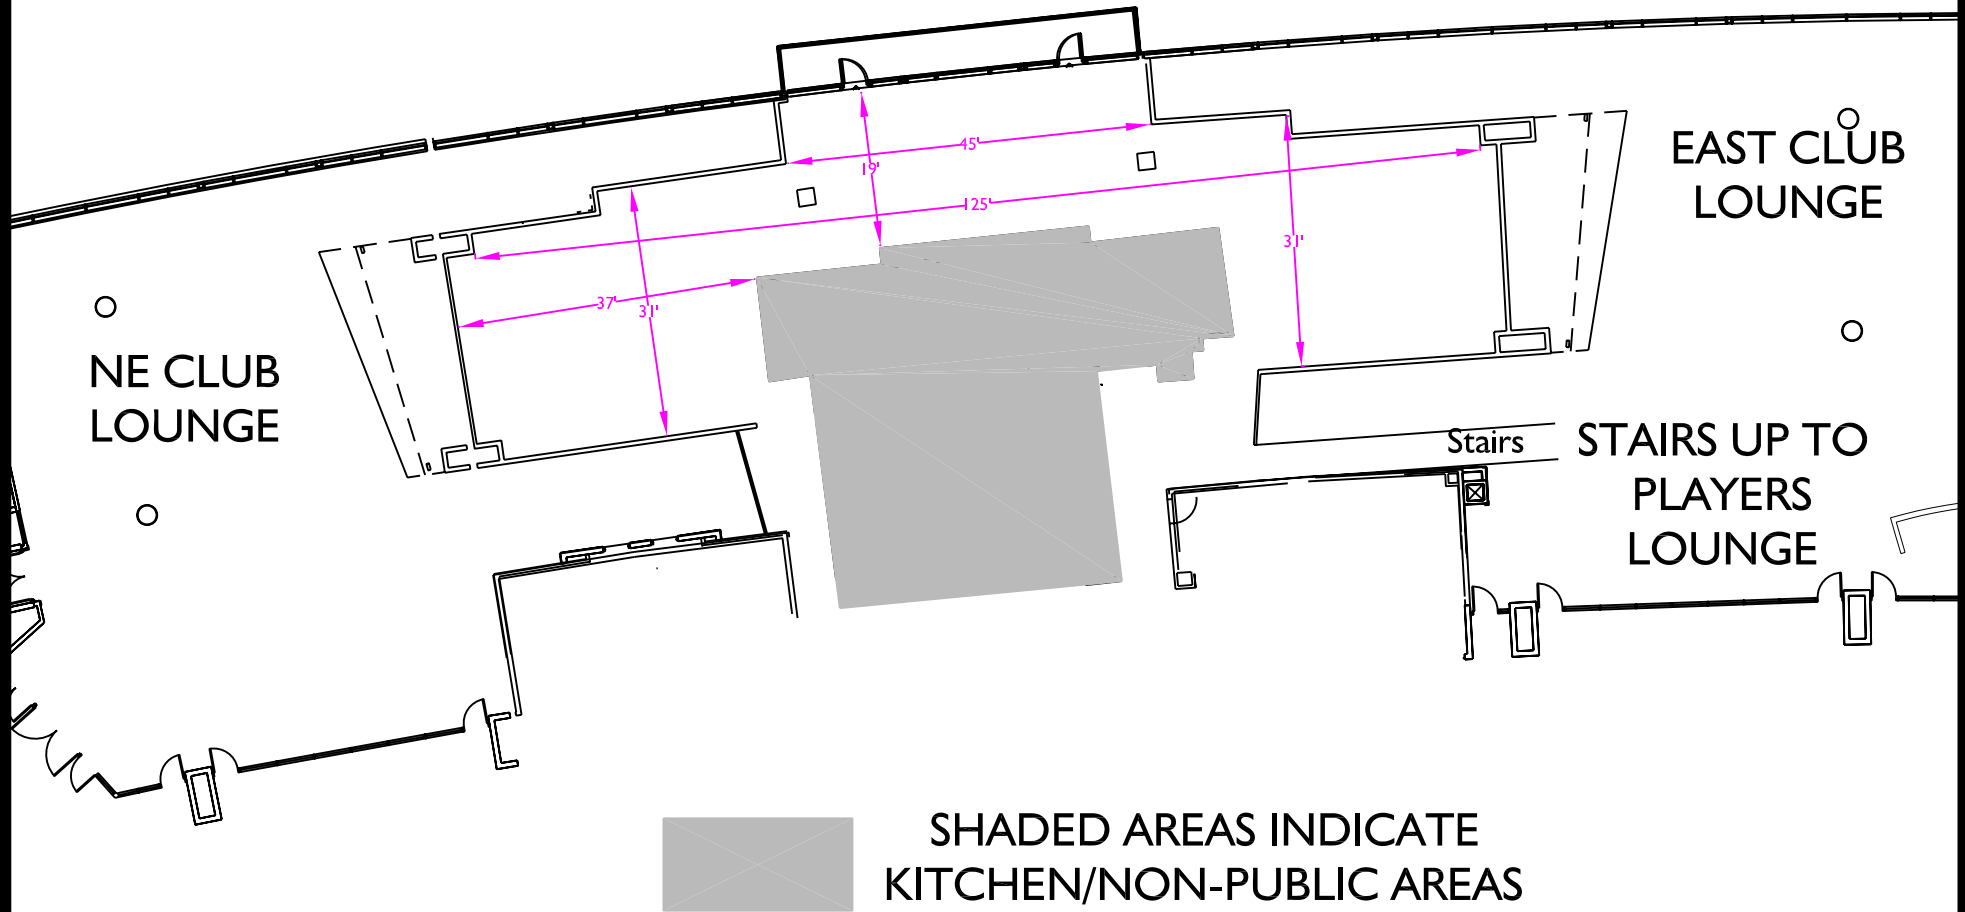 45'
19'
EAST CLUB
LOUNGE
125'
31'
37'
31'
NE CLUB
LOUNGE
Stairs
STAIRS UP TO
PLAYERS
LOUNGE
SHADED AREAS INDICATE
KITCHEN/NON-PUBLIC AREAS